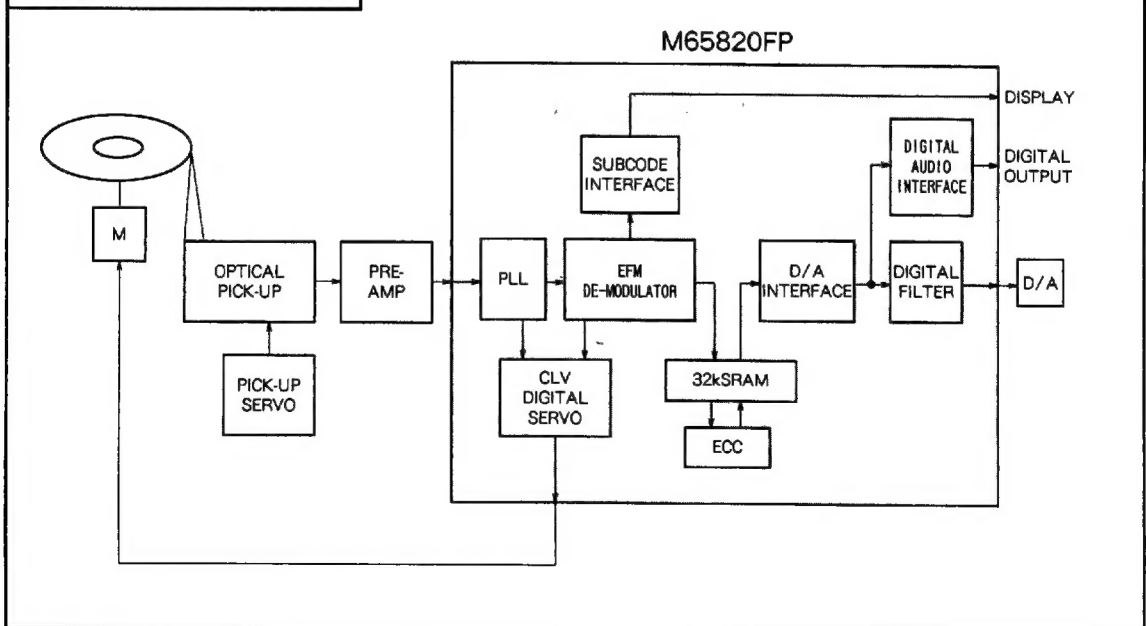 M65820FP
DISPLAY
SUBCODE
INTERFACE
DIGITAL
AUDIO
INTERFACE
DIGITAL
OUTPUT
M
OPTICAL
PICK-UP
PRE-
AMP
PLL
EFM
DE-MODULATOR
D/A
INTERFACE
DIGITAL
FILTER
D/A
PICK-UP
SERVO
CLV
DIGITAL
SERVO
32kSRAM
ECC